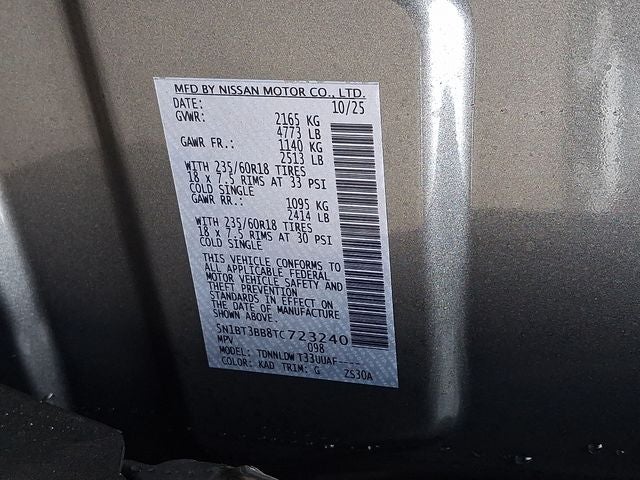 MFD BY NISSAN MOTOR CO., LTD.
DATE: 10/25
GVWR: 2165 KG
4773 LB
GAWR FR.: 1140 KG
2513 LB
WITH 235/60R18 TIRES
18 x 7.5 RIMS AT 33 PSI
COLD SINGLE
GAWR RR.: 1095 KG
2414 LB
WITH 235/60R18 TIRES
18 x 7.5 RIMS AT 30 PSI
COLD SINGLE
THIS VEHICLE CONFORMS TO
ALL APPLICABLE FEDERAL
MOTOR VEHICLE SAFETY AND
THEFT PREVENTION
STANDARDS IN EFFECT ON
THE DATE OF MANUFACTURE
SHOWN ABOVE.
5N1BT3BB8TC723240
MPV 098
MODEL: TDNNLDW T33UUAF----
COLOR: KAD TRIM: G 2S30A